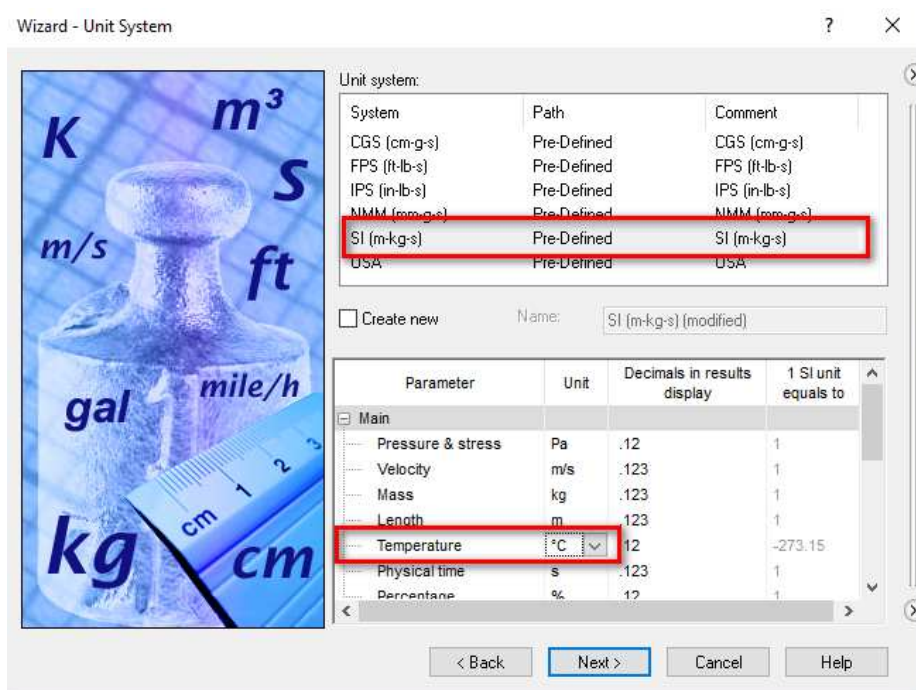 Wizard - Unit System
? X
K
m³
s
m/s
ft
gal
mile/h
cm 1 2 3
kg
cm
Unit system:
System Path Comment
CGS (cm-g-s) Pre-Defined CGS (cm-g-s)
FPS (ft-lb-s) Pre-Defined FPS (ft-lb-s)
IPS (in-lb-s) Pre-Defined IPS (in-lb-s)
NMM (mm-g-s) Pre-Defined NMM (mm-g-s)
SI (m-kg-s) Pre-Defined SI (m-kg-s)
USA Pre-Defined USA
Create new Name: SI (m-kg-s) (modified)
Parameter Unit Decimals in results display 1 SI unit equals to
Main
Pressure & stress Pa .12 1
Velocity m/s .123 1
Mass kg .123 1
Length m .123 1
Temperature °C .12 -273.15
Physical time s .123 1
Percentage % .12 1
< Back Next > Cancel Help